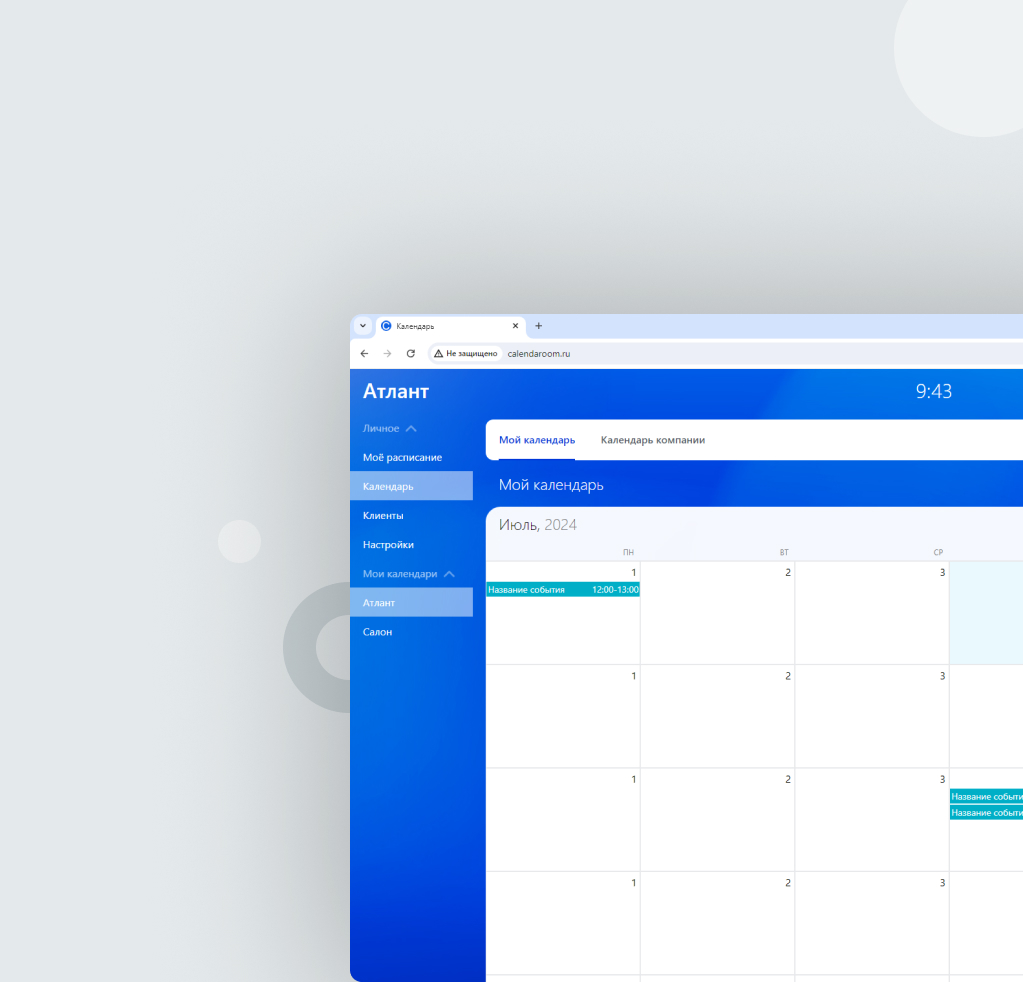 Календарь
Не защищено calendaroom.ru
Атлант
9:43
Личное
Моё расписание
Календарь
Клиенты
Настройки
Мои календари
Атлант
Салон
Мой календарь Календарь компании
Мой календарь
Июль, 2024
ПН ВТ СР
1 2 3
Название события 12:00-13:00
1 2 3
1 2 3
Название событи
Название событи
1 2 3